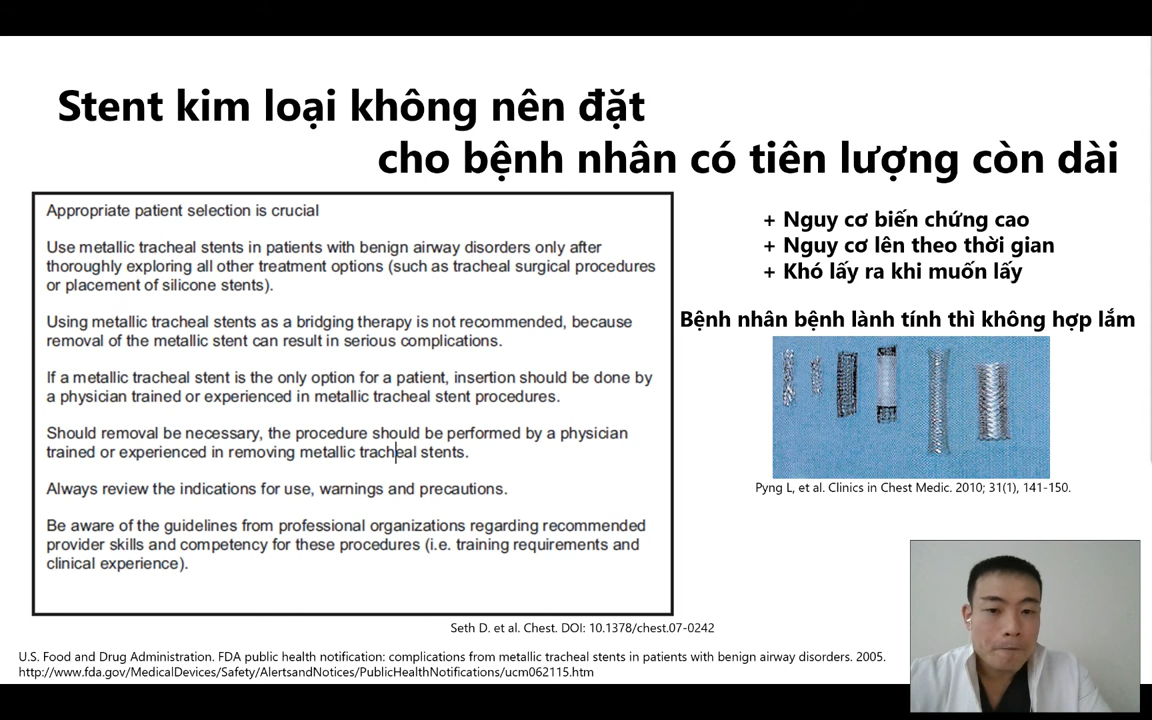 Stent kim loại không nên đặt
cho bệnh nhân có tiên lượng còn dài
Appropriate patient selection is crucial
Use metallic tracheal stents in patients with benign airway disorders only after
thoroughly exploring all other treatment options (such as tracheal surgical procedures
or placement of silicone stents).
Using metallic tracheal stents as a bridging therapy is not recommended, because
removal of the metallic stent can result in serious complications.
If a metallic tracheal stent is the only option for a patient, insertion should be done by
a physician trained or experienced in metallic tracheal stent procedures.
Should removal be necessary, the procedure should be performed by a physician
trained or experienced in removing metallic tracheal stents.
Always review the indications for use, warnings and precautions.
Be aware of the guidelines from professional organizations regarding recommended
provider skills and competency for these procedures (i.e. training requirements and
clinical experience).
+ Nguy cơ biến chứng cao
+ Nguy cơ lên theo thời gian
+ Khó lấy ra khi muốn lấy
Bệnh nhân bệnh lành tính thì không hợp lắm
Pyng L, et al. Clinics in Chest Medic. 2010; 31(1), 141-150.
Seth D. et al. Chest. DOI: 10.1378/chest.07-0242
U.S. Food and Drug Administration. FDA public health notification: complications from metallic tracheal stents in patients with benign airway disorders. 2005.
http://www.fda.gov/MedicalDevices/Safety/AlertsandNotices/PublicHealthNotifications/ucm062115.htm